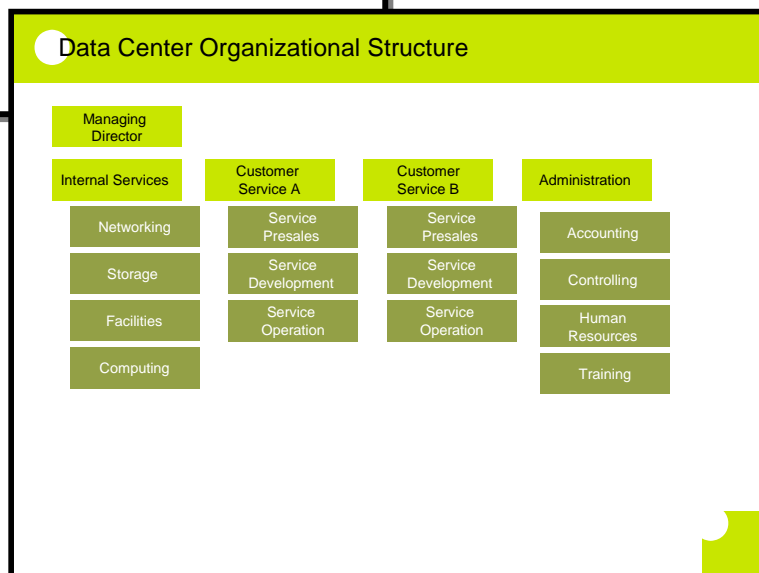 Data Center Organizational Structure
Managing
Director
Internal Services
Customer
Service A
Customer
Service B
Administration
Networking
Storage
Facilities
Computing
Service
Presales
Service
Development
Service
Operation
Service
Presales
Service
Development
Service
Operation
Accounting
Controlling
Human
Resources
Training